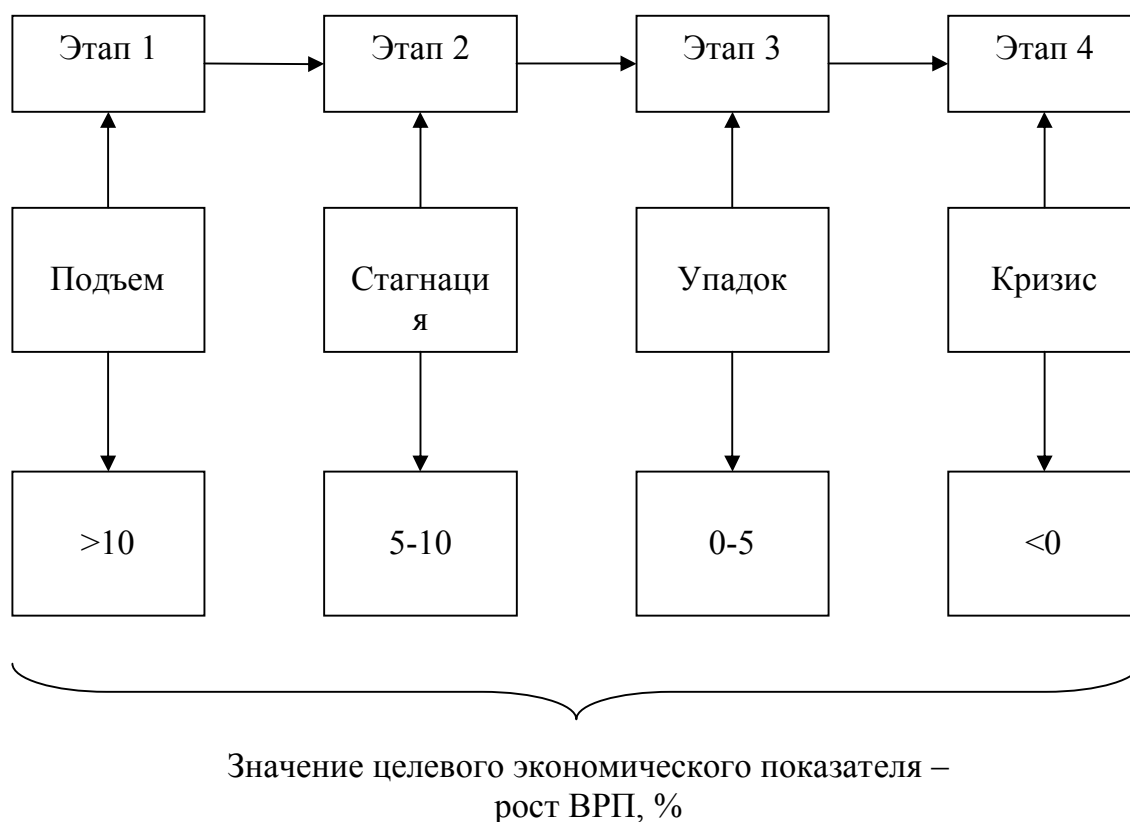 Этап 1
Этап 2
Этап 3
Этап 4
Подъем
Стагнаци
я
Упадок
Кризис
>10
5-10
0-5
<0
Значение целевого экономического показателя –
рост ВРП, %